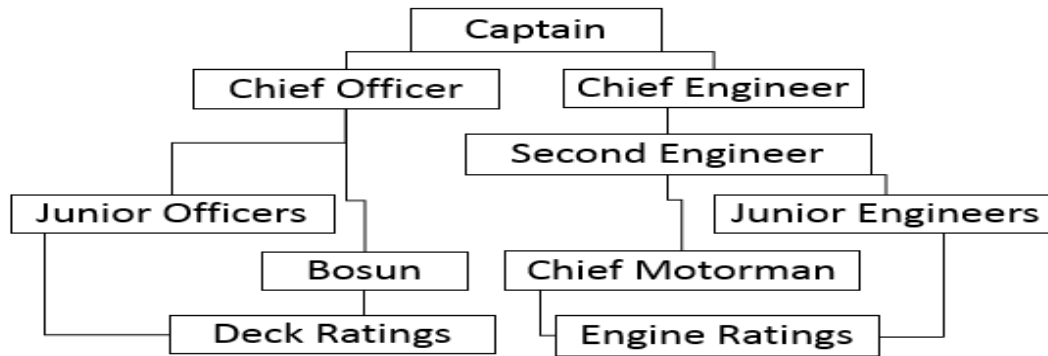 Captain
Chief Officer
Chief Engineer
Second Engineer
Junior Officers
Junior Engineers
Bosun
Chief Motorman
Deck Ratings
Engine Ratings